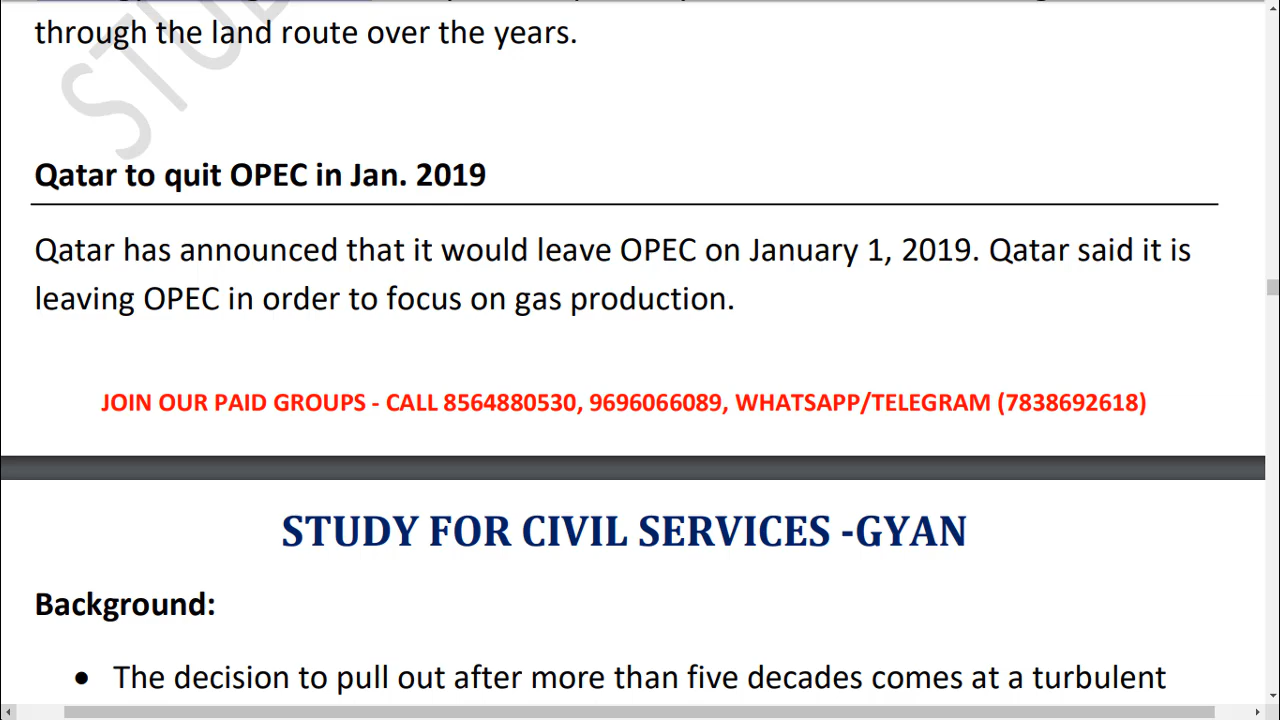 through the land route over the years.
Qatar to quit OPEC in Jan. 2019
Qatar has announced that it would leave OPEC on January 1, 2019. Qatar said it is
leaving OPEC in order to focus on gas production.
JOIN OUR PAID GROUPS - CALL 8564880530, 9696066089, WHATSAPP/TELEGRAM (7838692618)
STUDY FOR CIVIL SERVICES -GYAN
Background:
• The decision to pull out after more than five decades comes at a turbulent